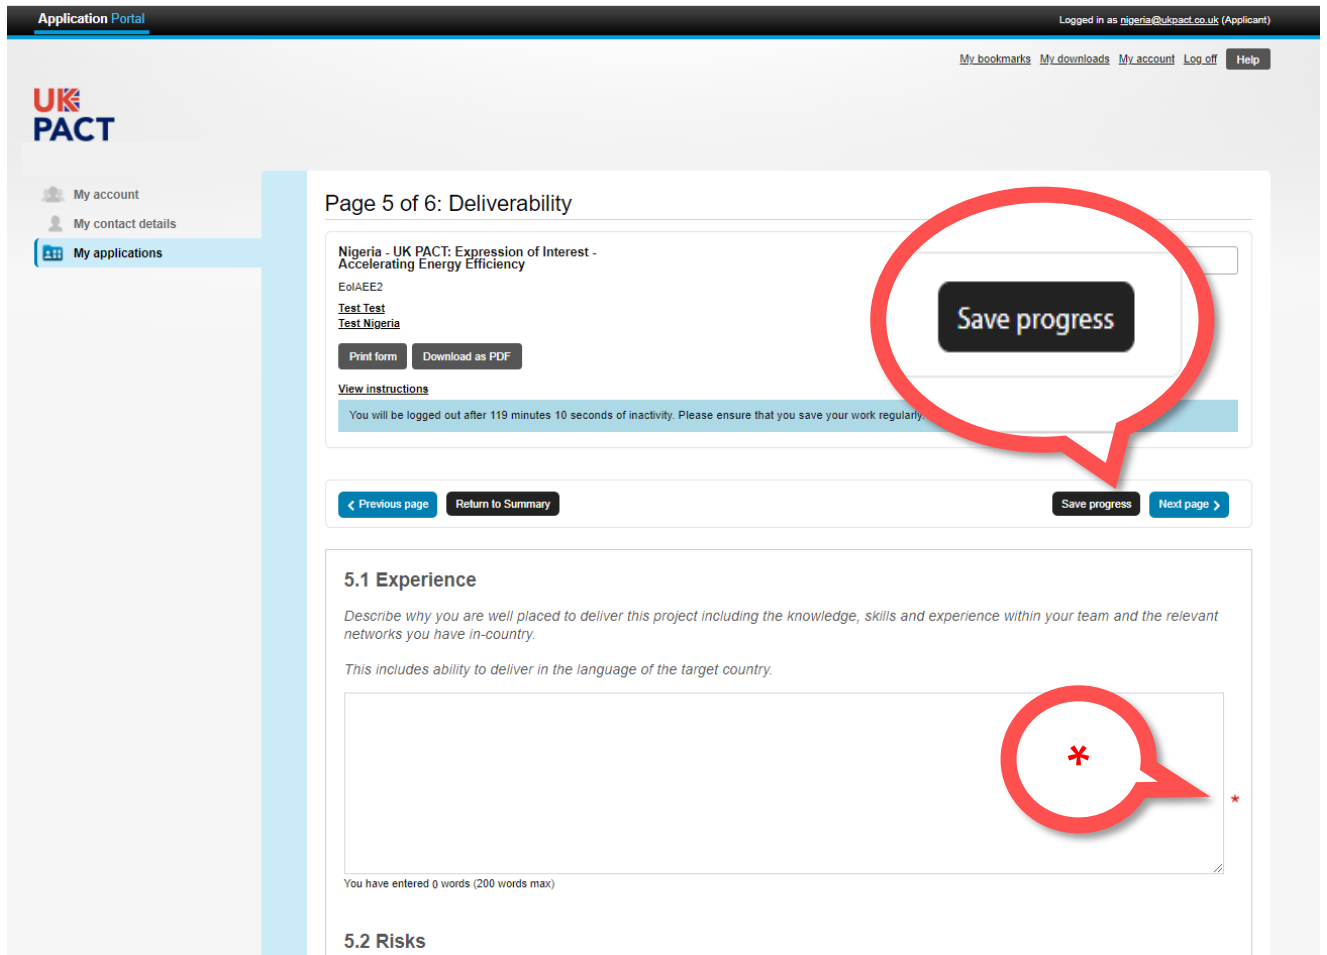 Application Portal
Logged in as nigeria@ukpact.co.uk (Applicant)
My bookmarks My downloads My account Log off Help
UK
PACT
My account
My contact details
My applications
Page 5 of 6: Deliverability
Nigeria - UK PACT: Expression of Interest -
Accelerating Energy Efficiency
EoIAEE2
Test Test
Test Nigeria
Print form Download as PDF
View instructions
You will be logged out after 119 minutes 10 seconds of inactivity. Please ensure that you save your work regularly.
Save progress
Previous page Return to Summary Save progress Next page
5.1 Experience
Describe why you are well placed to deliver this project including the knowledge, skills and experience within your team and the relevant
networks you have in-country.
This includes ability to deliver in the language of the target country.
*
*
You have entered 0 words (200 words max)
5.2 Risks